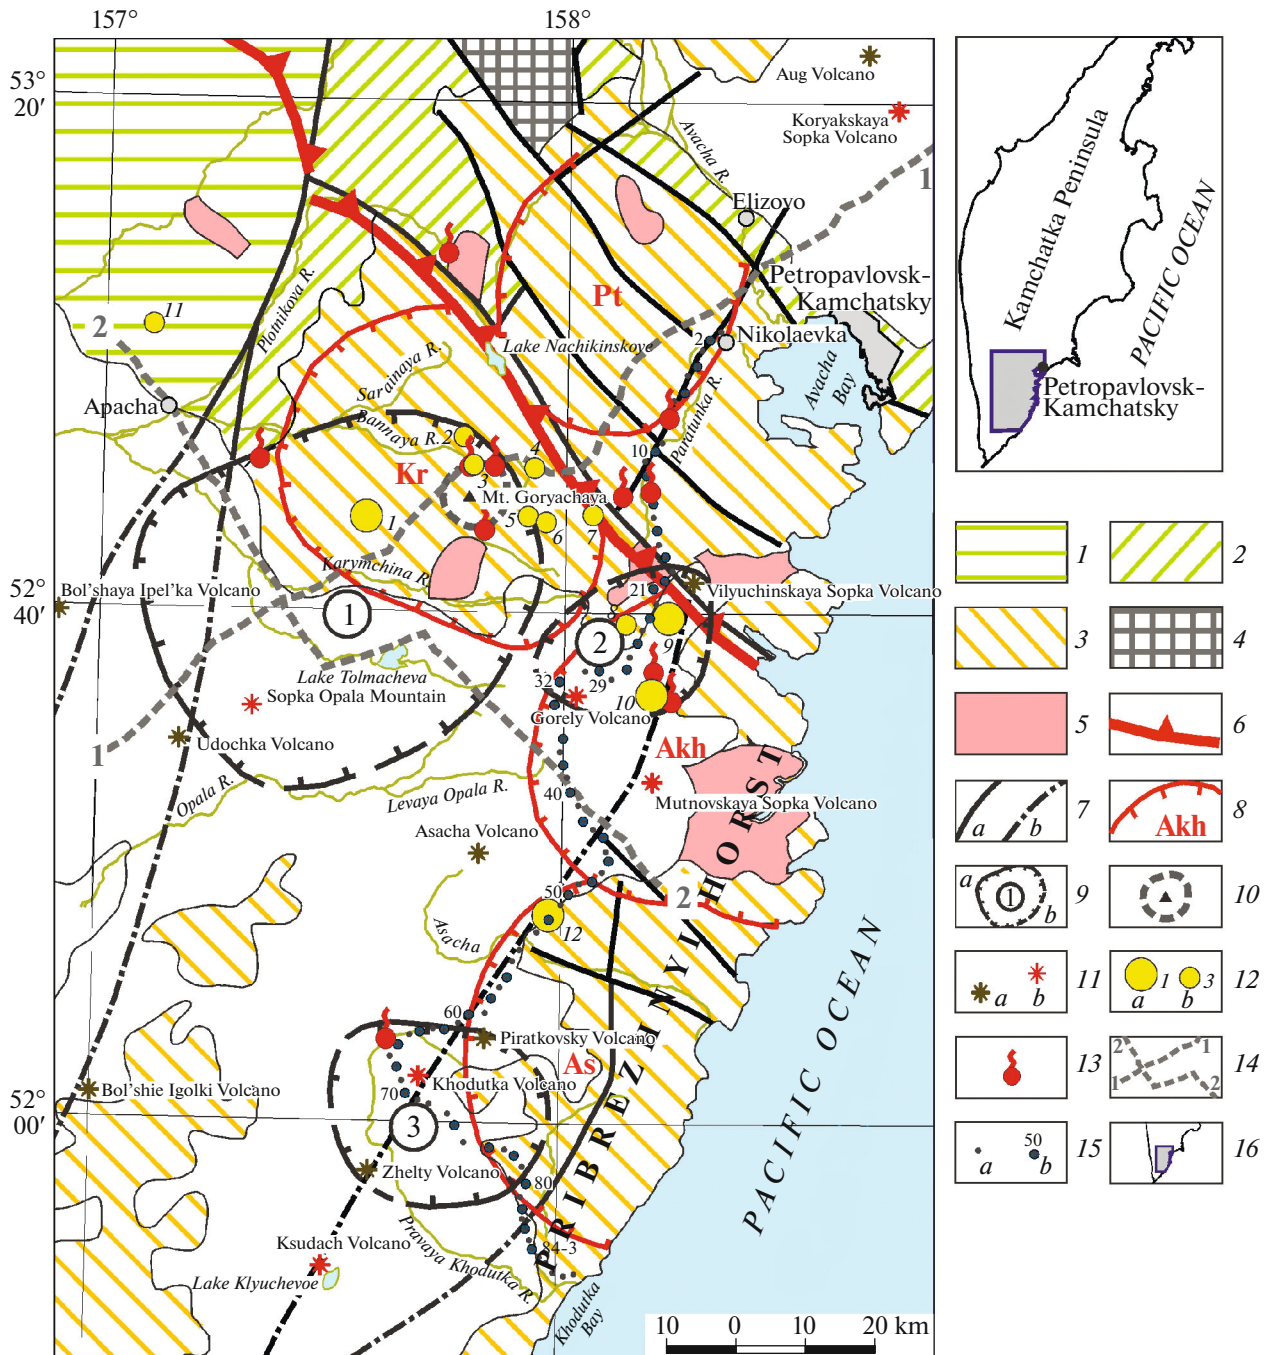 157°
158°
53°
20′
Aug Volcano
Koryakskaya
Sopka Volcano
Avacha R.
1
Elizovo
Plotnikova R.
Pt
Petropavlovsk-
Kamchatsky
11
2
Lake Nachikinskoye
2
Nikolaevka
Sarainaya R.
Avacha
Bay
Apacha
Bannaya R.
2
Paratunka R.
4
10
Kr
3
Mt. Goryachaya
1
5
6
7
Karymchina R.
52°
40′
Bol'shaya Ipel'ka Volcano
21
Vilyuchinskaya Sopka Volcano
1
8
2
9
Lake Tolmacheva
Sopka Opala Mountain
32
29
10
Gorely Volcano
Udochka Volcano
1
Akh
Opala R.
Levaya Opala R.
40
Mutnovskaya Sopka Volcano
Asacha Volcano
50
2
12
Asacha
PRIBREZHNYI HORST
PACIFIC OCEAN
60
Piratkovsky Volcano
As
Khodutka Volcano
Bol'shie Igolki Volcano
70
52°
00′
3
Zhelty Volcano
80
Pravaya Khodutka R.
Ksudach Volcano
84-3
Lake Klyuchevoe
Khodutka
Bay
10 0 10 20 km
Kamchatka Peninsula
PACIFIC OCEAN
Petropavlovsk-
Kamchatsky
1
2
3
4
5
6
a b 7
Akh 8
a 1 b 9
10
a b 11
1 3 a b 12
13
2 1 1 2 14
a 50 b 15
16